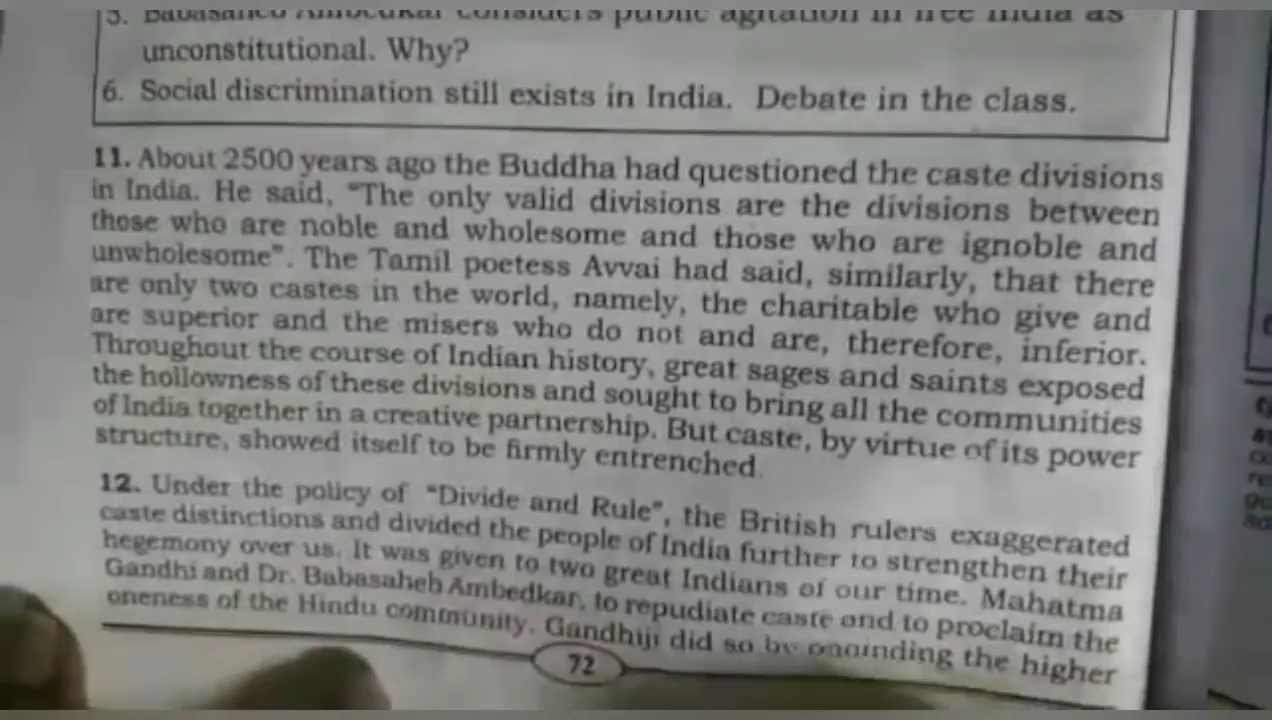 5. Babasaheb Ambedkar considers public agitation in free India as
unconstitutional. Why?
6. Social discrimination still exists in India. Debate in the class.
11. About 2500 years ago the Buddha had questioned the caste divisions
in India. He said, "The only valid divisions are the divisions between
those who are noble and wholesome and those who are ignoble and
unwholesome". The Tamil poetess Avvai had said, similarly, that there
are only two castes in the world, namely, the charitable who give and
are superior and the misers who do not and are, therefore, inferior.
Throughout the course of Indian history, great sages and saints exposed
the hollowness of these divisions and sought to bring all the communities
of India together in a creative partnership. But caste, by virtue of its power
structure, showed itself to be firmly entrenched.
12. Under the policy of "Divide and Rule", the British rulers exaggerated
caste distinctions and divided the people of India further to strengthen their
hegemony over us. It was given to two great Indians of our time. Mahatma
Gandhi and Dr. Babasaheb Ambedkar, to repudiate caste and to proclaim the
oneness of the Hindu community. Gandhiji did so by the higher
72